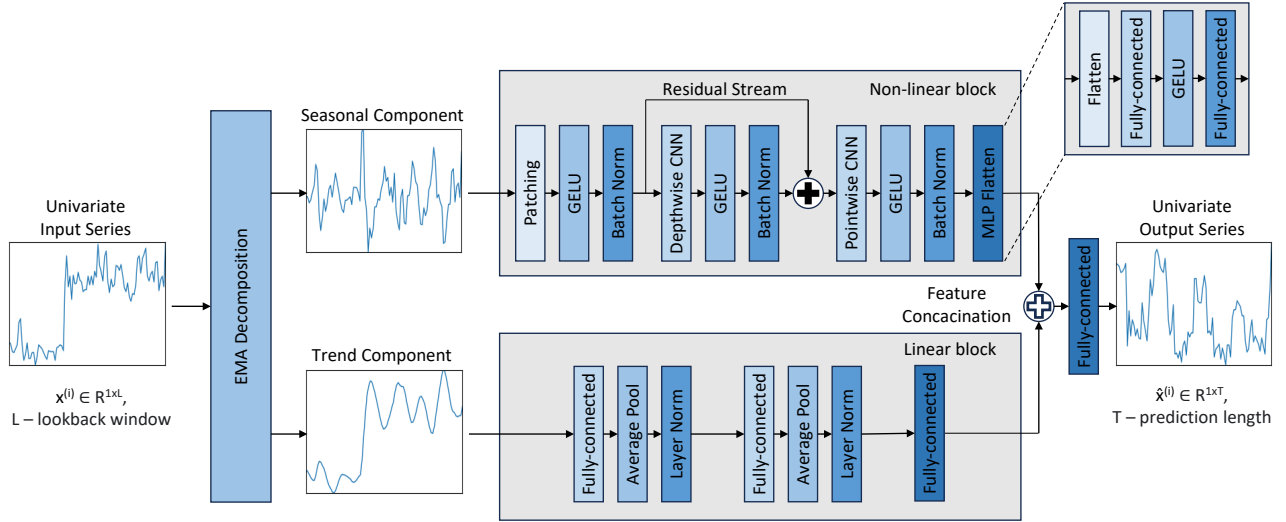 Univariate
Input Series
x⁽ⁱ⁾ ∈ R¹ˣᴸ,
L – lookback window
EMA Decomposition
Seasonal Component
Trend Component
Residual Stream
Non-linear block
Patching
GELU
Batch Norm
Depthwise CNN
GELU
Batch Norm
Pointwise CNN
GELU
Batch Norm
MLP Flatten
Flatten
Fully-connected
GELU
Fully-connected
Feature
Concacination
Linear block
Fully-connected
Average Pool
Layer Norm
Fully-connected
Average Pool
Layer Norm
Fully-connected
Fully-connected
Univariate
Output Series
x̂⁽ⁱ⁾ ∈ R¹ˣᵀ,
T – prediction length